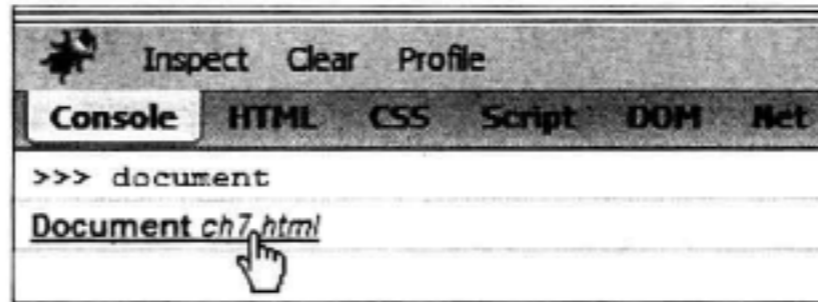 Inspect Clear Profile
Console HTML CSS Script DOM Net
>>> document
Document ch7.html